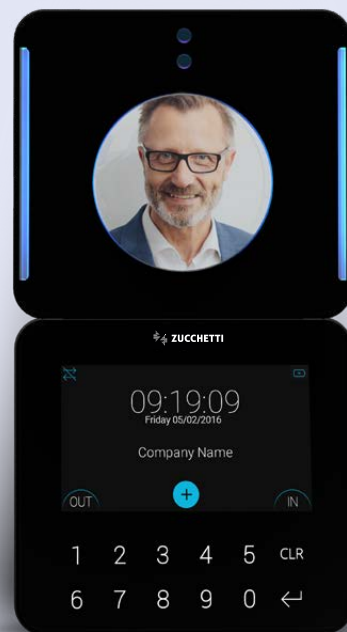 ZUCCHETTI
09:19:09
Friday 05/02/2016
Company Name
+
OUT IN
1 2 3 4 5 CLR
6 7 8 9 0